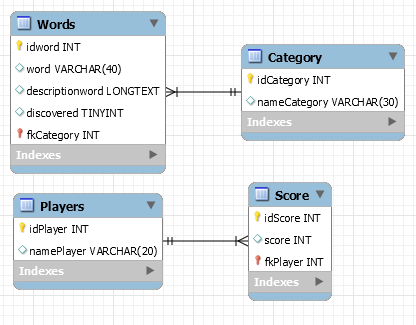 Words
idword INT
word VARCHAR(40)
descriptionword LONGTEXT
discovered TINYINT
fkCategory INT
Indexes
Category
idCategory INT
nameCategory VARCHAR(30)
Indexes
Players
idPlayer INT
namePlayer VARCHAR(20)
Indexes
Score
idScore INT
score INT
fkPlayer INT
Indexes